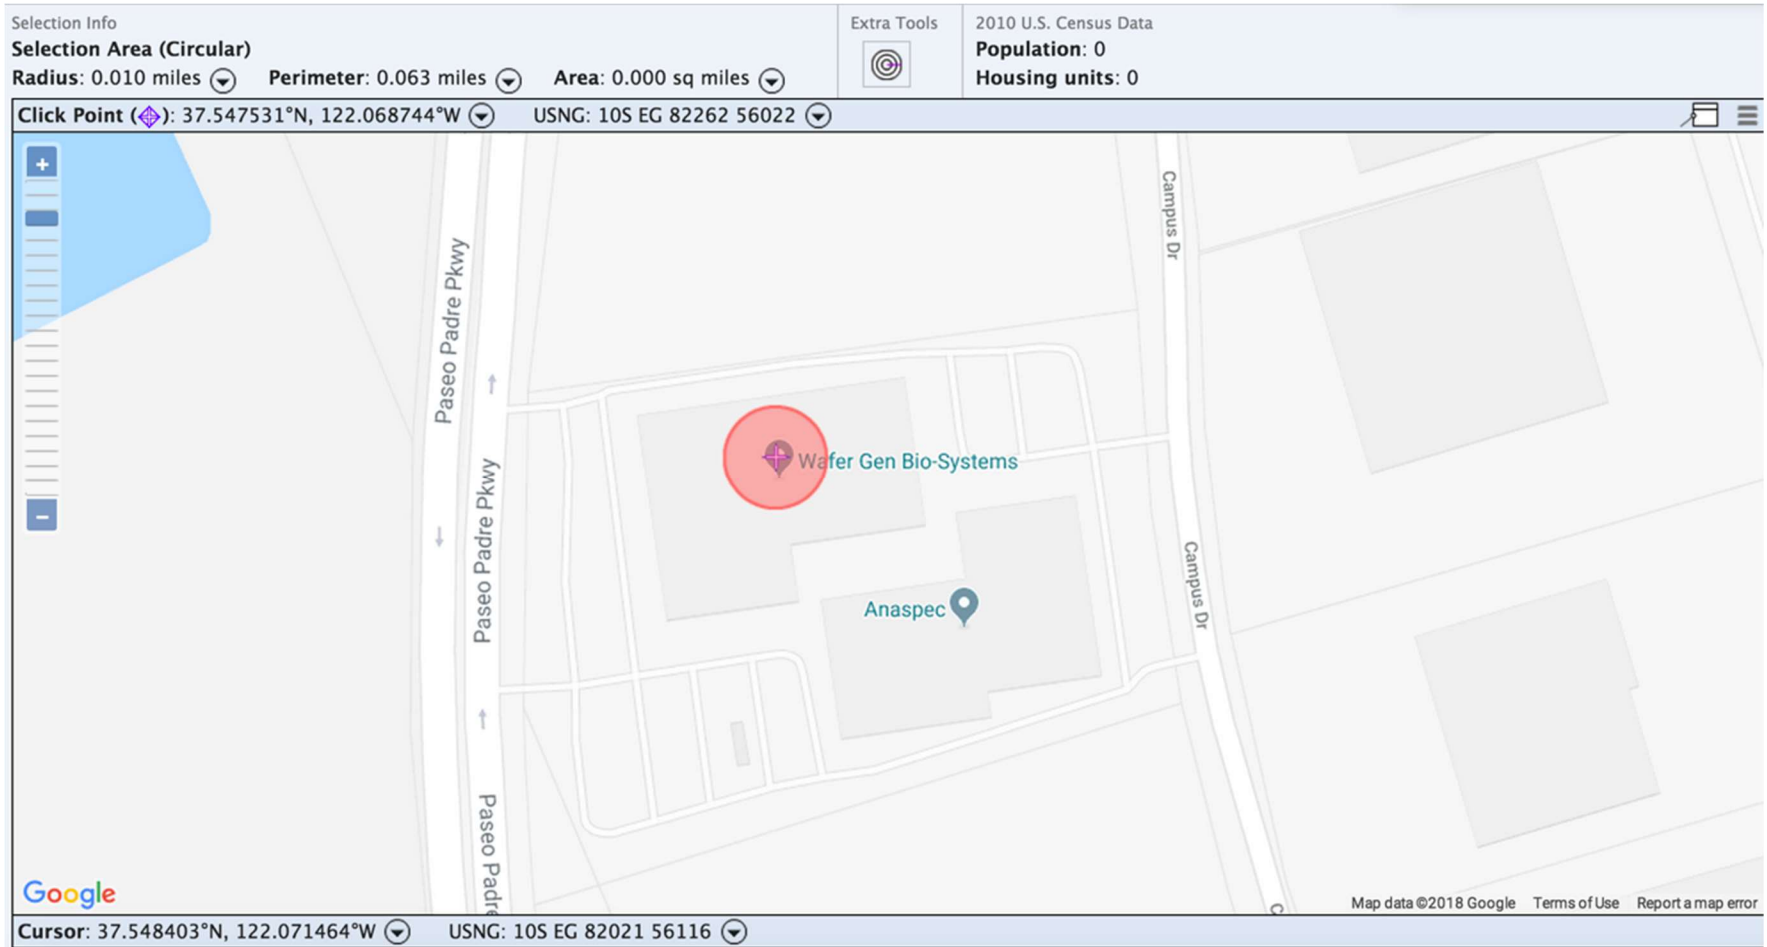 Selection Info
Selection Area (Circular)
Radius: 0.010 miles Perimeter: 0.063 miles Area: 0.000 sq miles
Extra Tools
2010 U.S. Census Data
Population: 0
Housing units: 0
Click Point ( ): 37.547531°N, 122.068744°W USNG: 10S EG 82262 56022
+
Campus Dr
Paseo Padre Pkwy
Paseo Padre Pkwy
Wafer Gen Bio-Systems
−
Campus Dr
Anaspec
Paseo Padre
C
Google
Map data ©2018 Google Terms of Use Report a map error
Cursor: 37.548403°N, 122.071464°W USNG: 10S EG 82021 56116